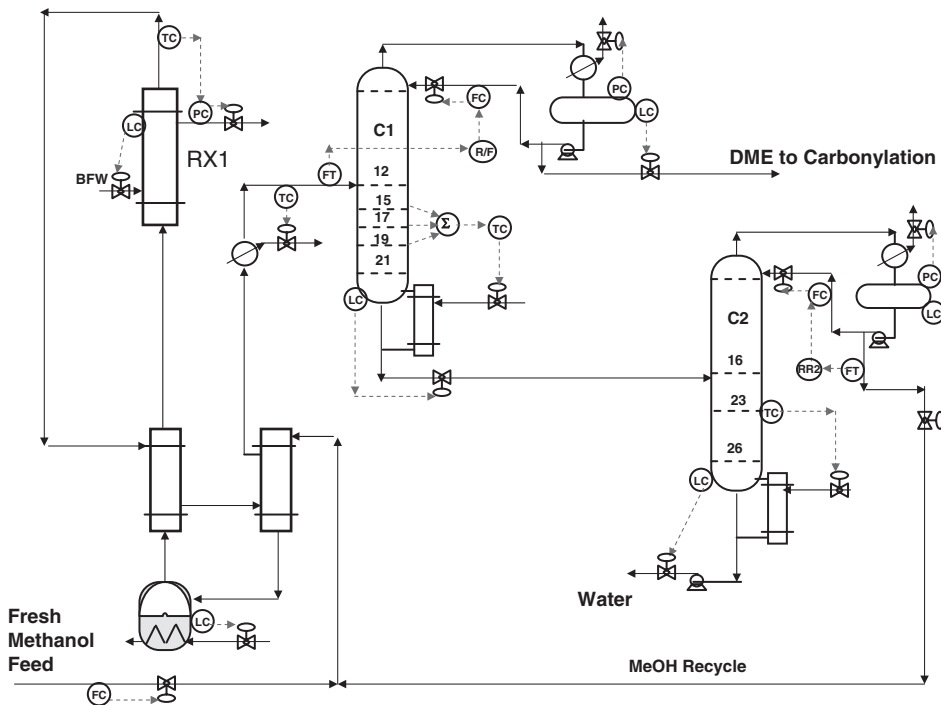 TC
PC
LC
RX1
BFW
TC
FT
C1
12
15
17
19
21
LC
Σ
TC
FC
R/F
PC
LC
DME to Carbonylation
C2
16
23
26
TC
LC
FC
RR2
FT
PC
LC
Water
LC
Fresh
Methanol
Feed
FC
MeOH Recycle